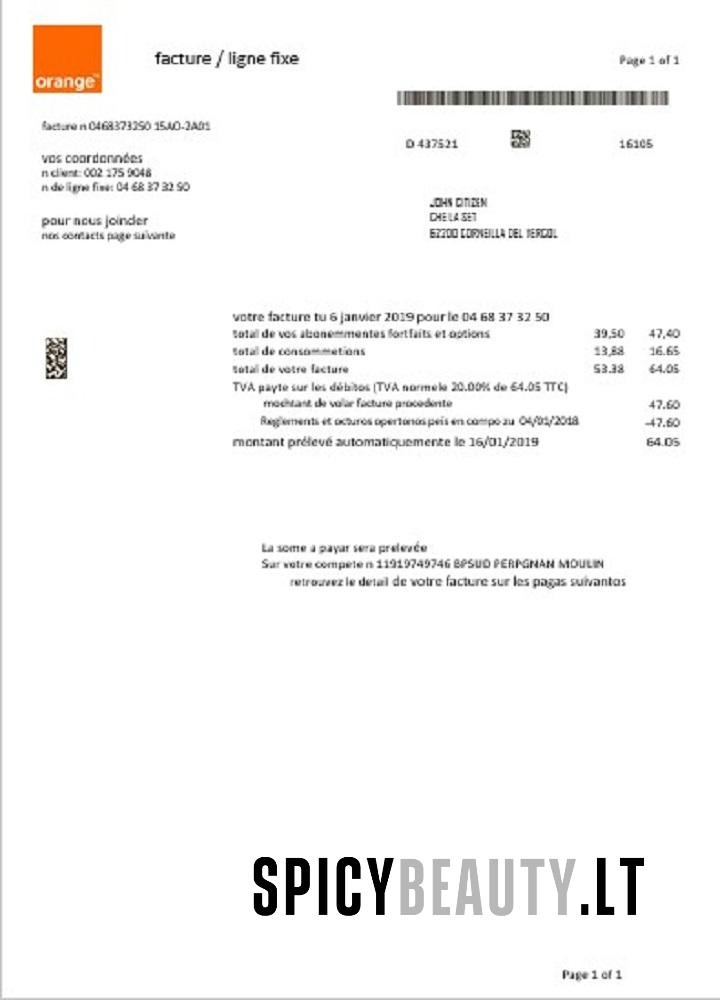 facture / ligne fixe
Page 1 of 1
orange™
facture n 0468373250 15AO-2A01
D 437521
16105
vos coordonnées
n client: 002 175 9048
n de ligne fixe: 04 68 37 32 50
JOHN CITIZEN
CHE LA SET
pour nous joinder
nos contacts page suivante
CORNEILLA DEL
votre facture tu 6 janvier 2019 pour le 04 68 37 32 50
total de vos abonemmentes fortfaits et options 39,50 47,40
total de consommetions 13,88 16.65
total de votre facture 53.38 64.05
TVA payte sur les débitos (TVA normele 20.00% de 64.05 TTC)
mochtant de volar facture procedente 47.60
Reglements et octuros opertonos peis en compo zu 04/01/2018 -47.60
montant prélevé automatiquemente le 16/01/2019 64.05
La some a payar sera prelevée
Sur votre compete n 11919749746 BPSUD PERPGNAN MOULIN
retrouvez le detail de votre facture sur les pagas suivantos
SPICYBEAUTY.LT
Page 1 of 1